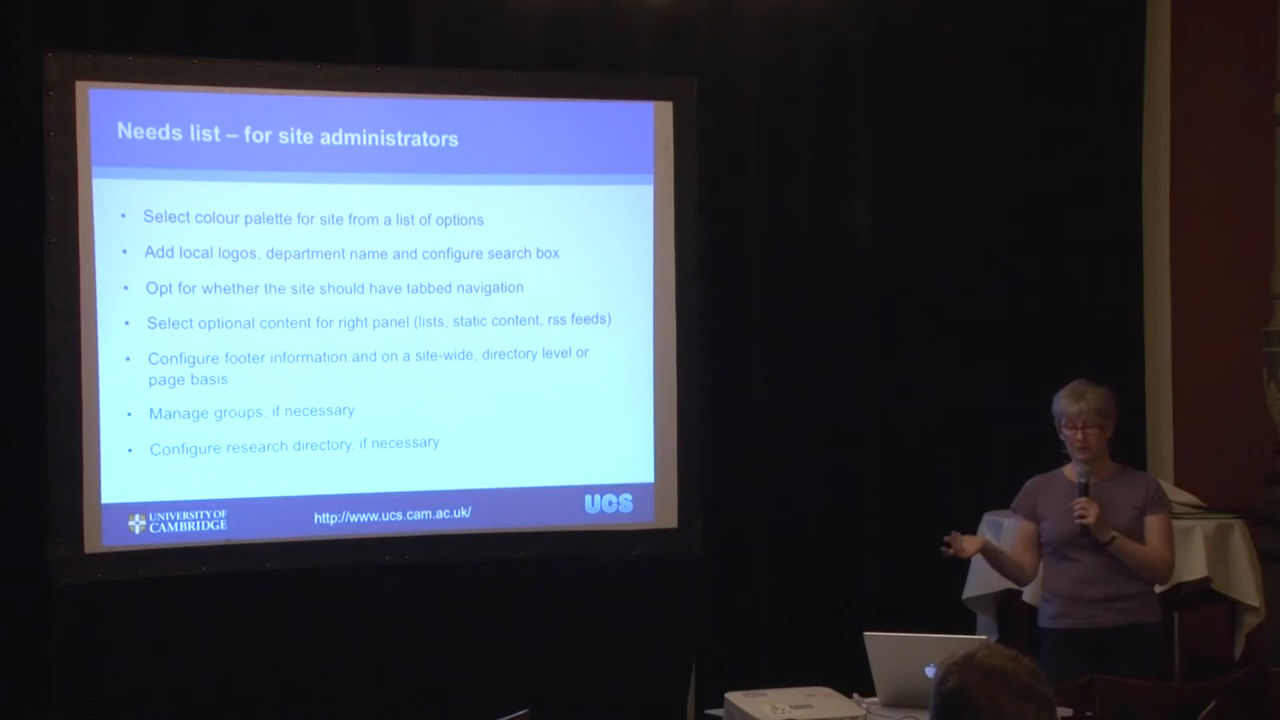 Needs list – for site administrators
• Select colour palette for site from a list of options
• Add local logos, department name and configure search box
• Opt for whether the site should have tabbed navigation
• Select optional content for right panel (lists, static content, rss feeds)
• Configure footer information and on a site-wide, directory level or
page basis
• Manage groups, if necessary
• Configure research directory, if necessary
UNIVERSITY OF
CAMBRIDGE
http://www.ucs.cam.ac.uk/
UCS